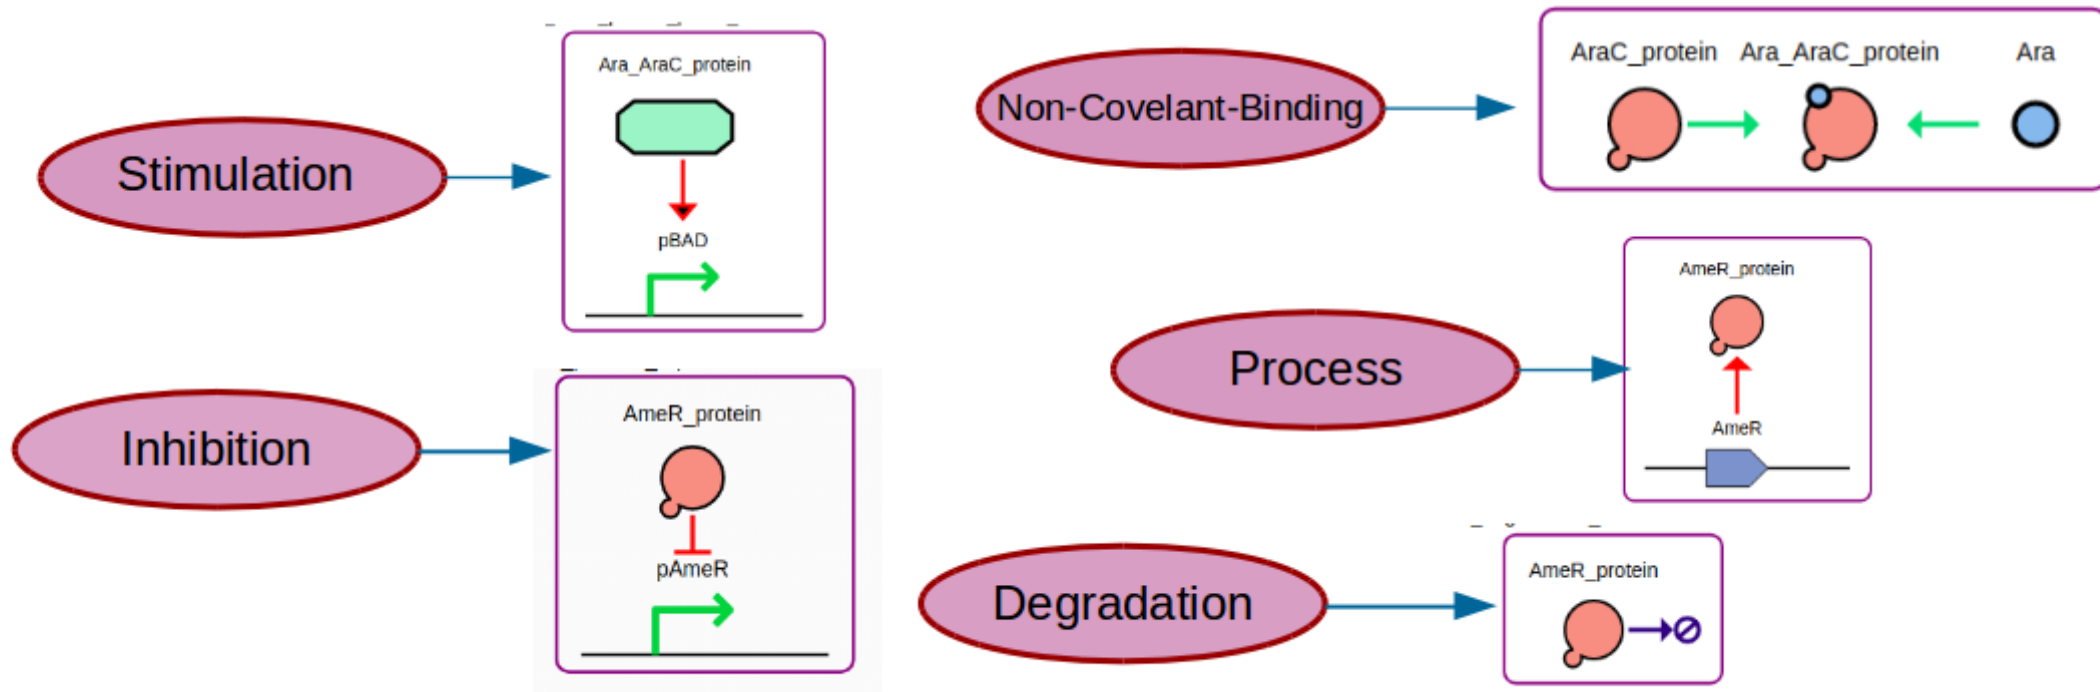 Stimulation
Ara_AraC_protein
pBAD
Non-Covelant-Binding
AraC_protein Ara_AraC_protein Ara
Inhibition
AmeR_protein
pAmeR
Process
AmeR_protein
AmeR
Degradation
AmeR_protein